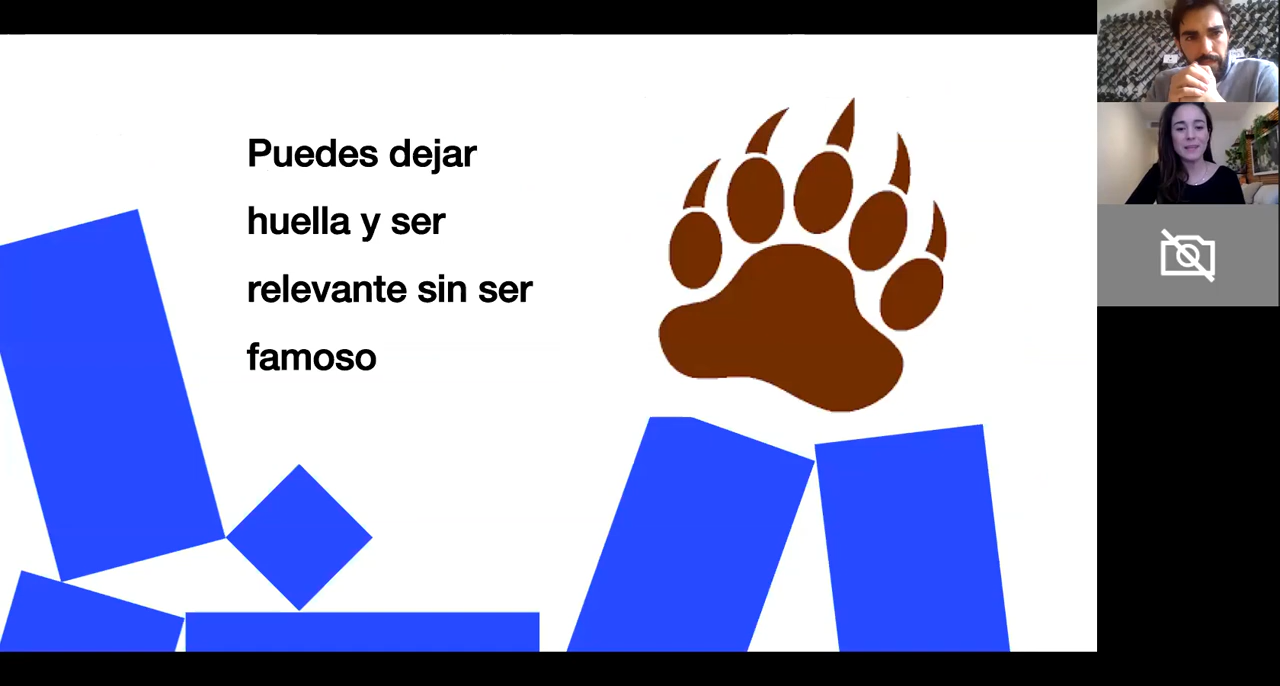 Puedes dejar
huella y ser
relevante sin ser
famoso